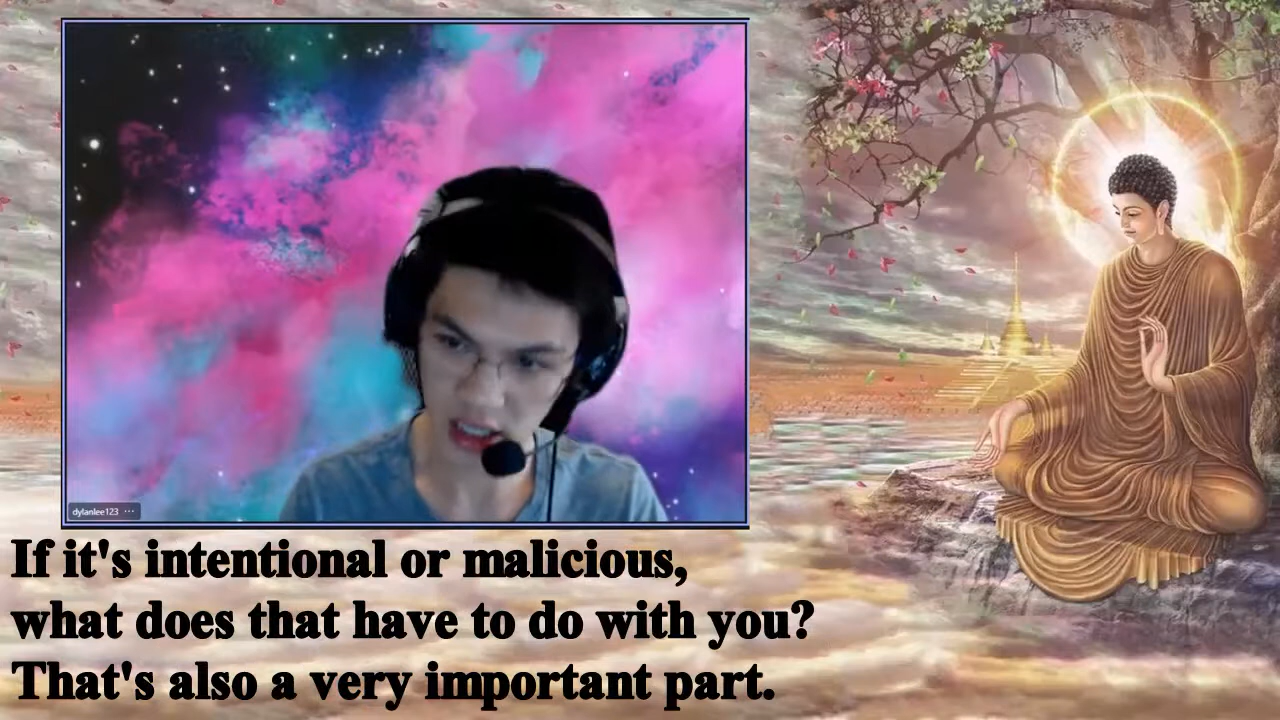 dylanlee123 ...
If it's intentional or malicious,
what does that have to do with you?
That's also a very important part.